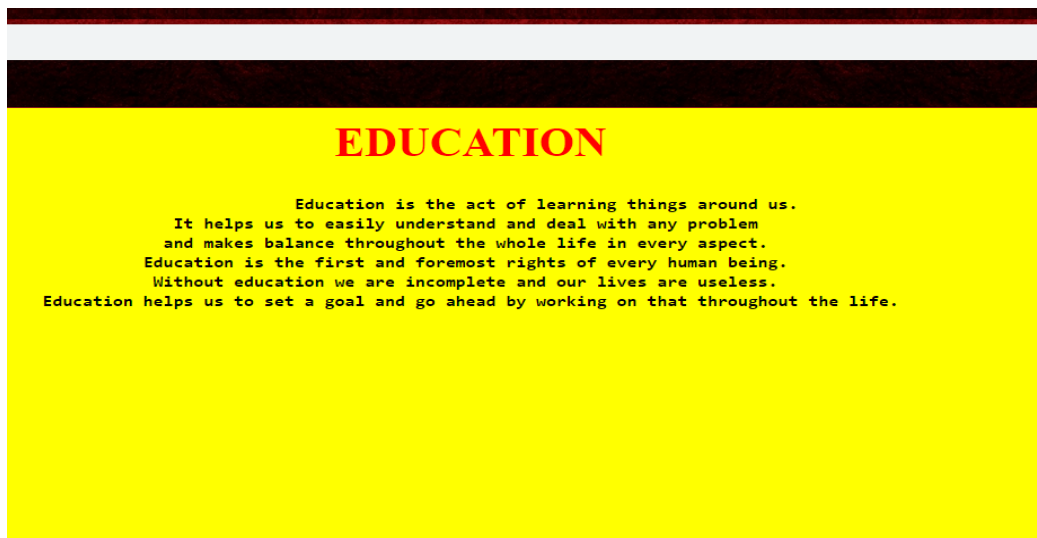 EDUCATION
Education is the act of learning things around us.
It helps us to easily understand and deal with any problem
and makes balance throughout the whole life in every aspect.
Education is the first and foremost rights of every human being.
Without education we are incomplete and our lives are useless.
Education helps us to set a goal and go ahead by working on that throughout the life.